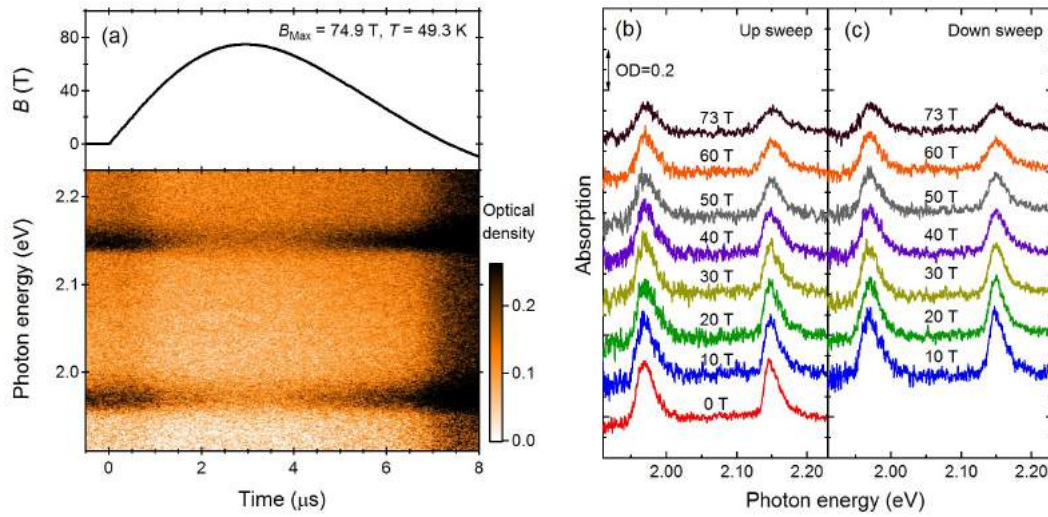 (a)
B_Max = 74.9 T, T = 49.3 K
80
40
0
B (T)
2.2
2.1
2.0
Photon energy (eV)
0
2
4
6
8
Time (μs)
Optical
density
0.2
0.1
0.0
(b)
Up sweep
OD=0.2
73 T
60 T
50 T
40 T
30 T
20 T
10 T
0 T
Absorption
2.00
2.10
2.20
(c)
Down sweep
73 T
60 T
50 T
40 T
30 T
20 T
10 T
2.00
2.10
2.20
Photon energy (eV)